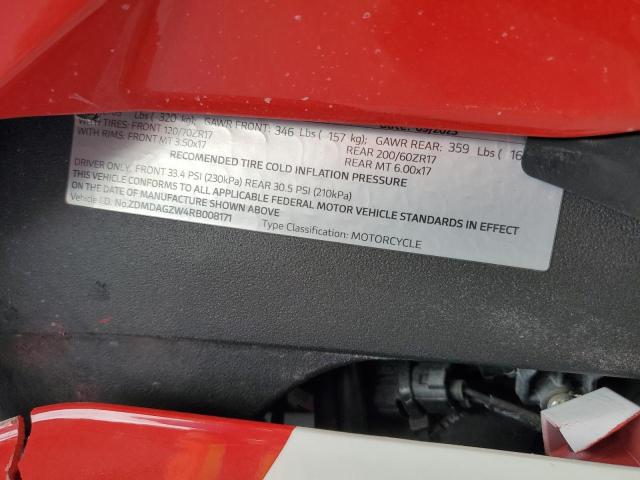 Lbs ( 320 kg); GAWR FRONT: 346 Lbs ( 157 kg); GAWR REAR: 359 Lbs ( 16
WITH TIRES: FRONT 120/70ZR17 REAR 200/60ZR17
WITH RIMS: FRONT MT 3.50x17 REAR MT 6.00x17
RECOMENDED TIRE COLD INFLATION PRESSURE
DRIVER ONLY: FRONT 33.4 PSI (230kPa) REAR 30.5 PSI (210kPa)
THIS VEHICLE CONFORMS TO ALL APPLICABLE FEDERAL MOTOR VEHICLE STANDARDS IN EFFECT
ON THE DATE OF MANUFACTURE SHOWN ABOVE
Vehicle I.D. No: ZDMDAGZW4RB008171 Type Classification: MOTORCYCLE